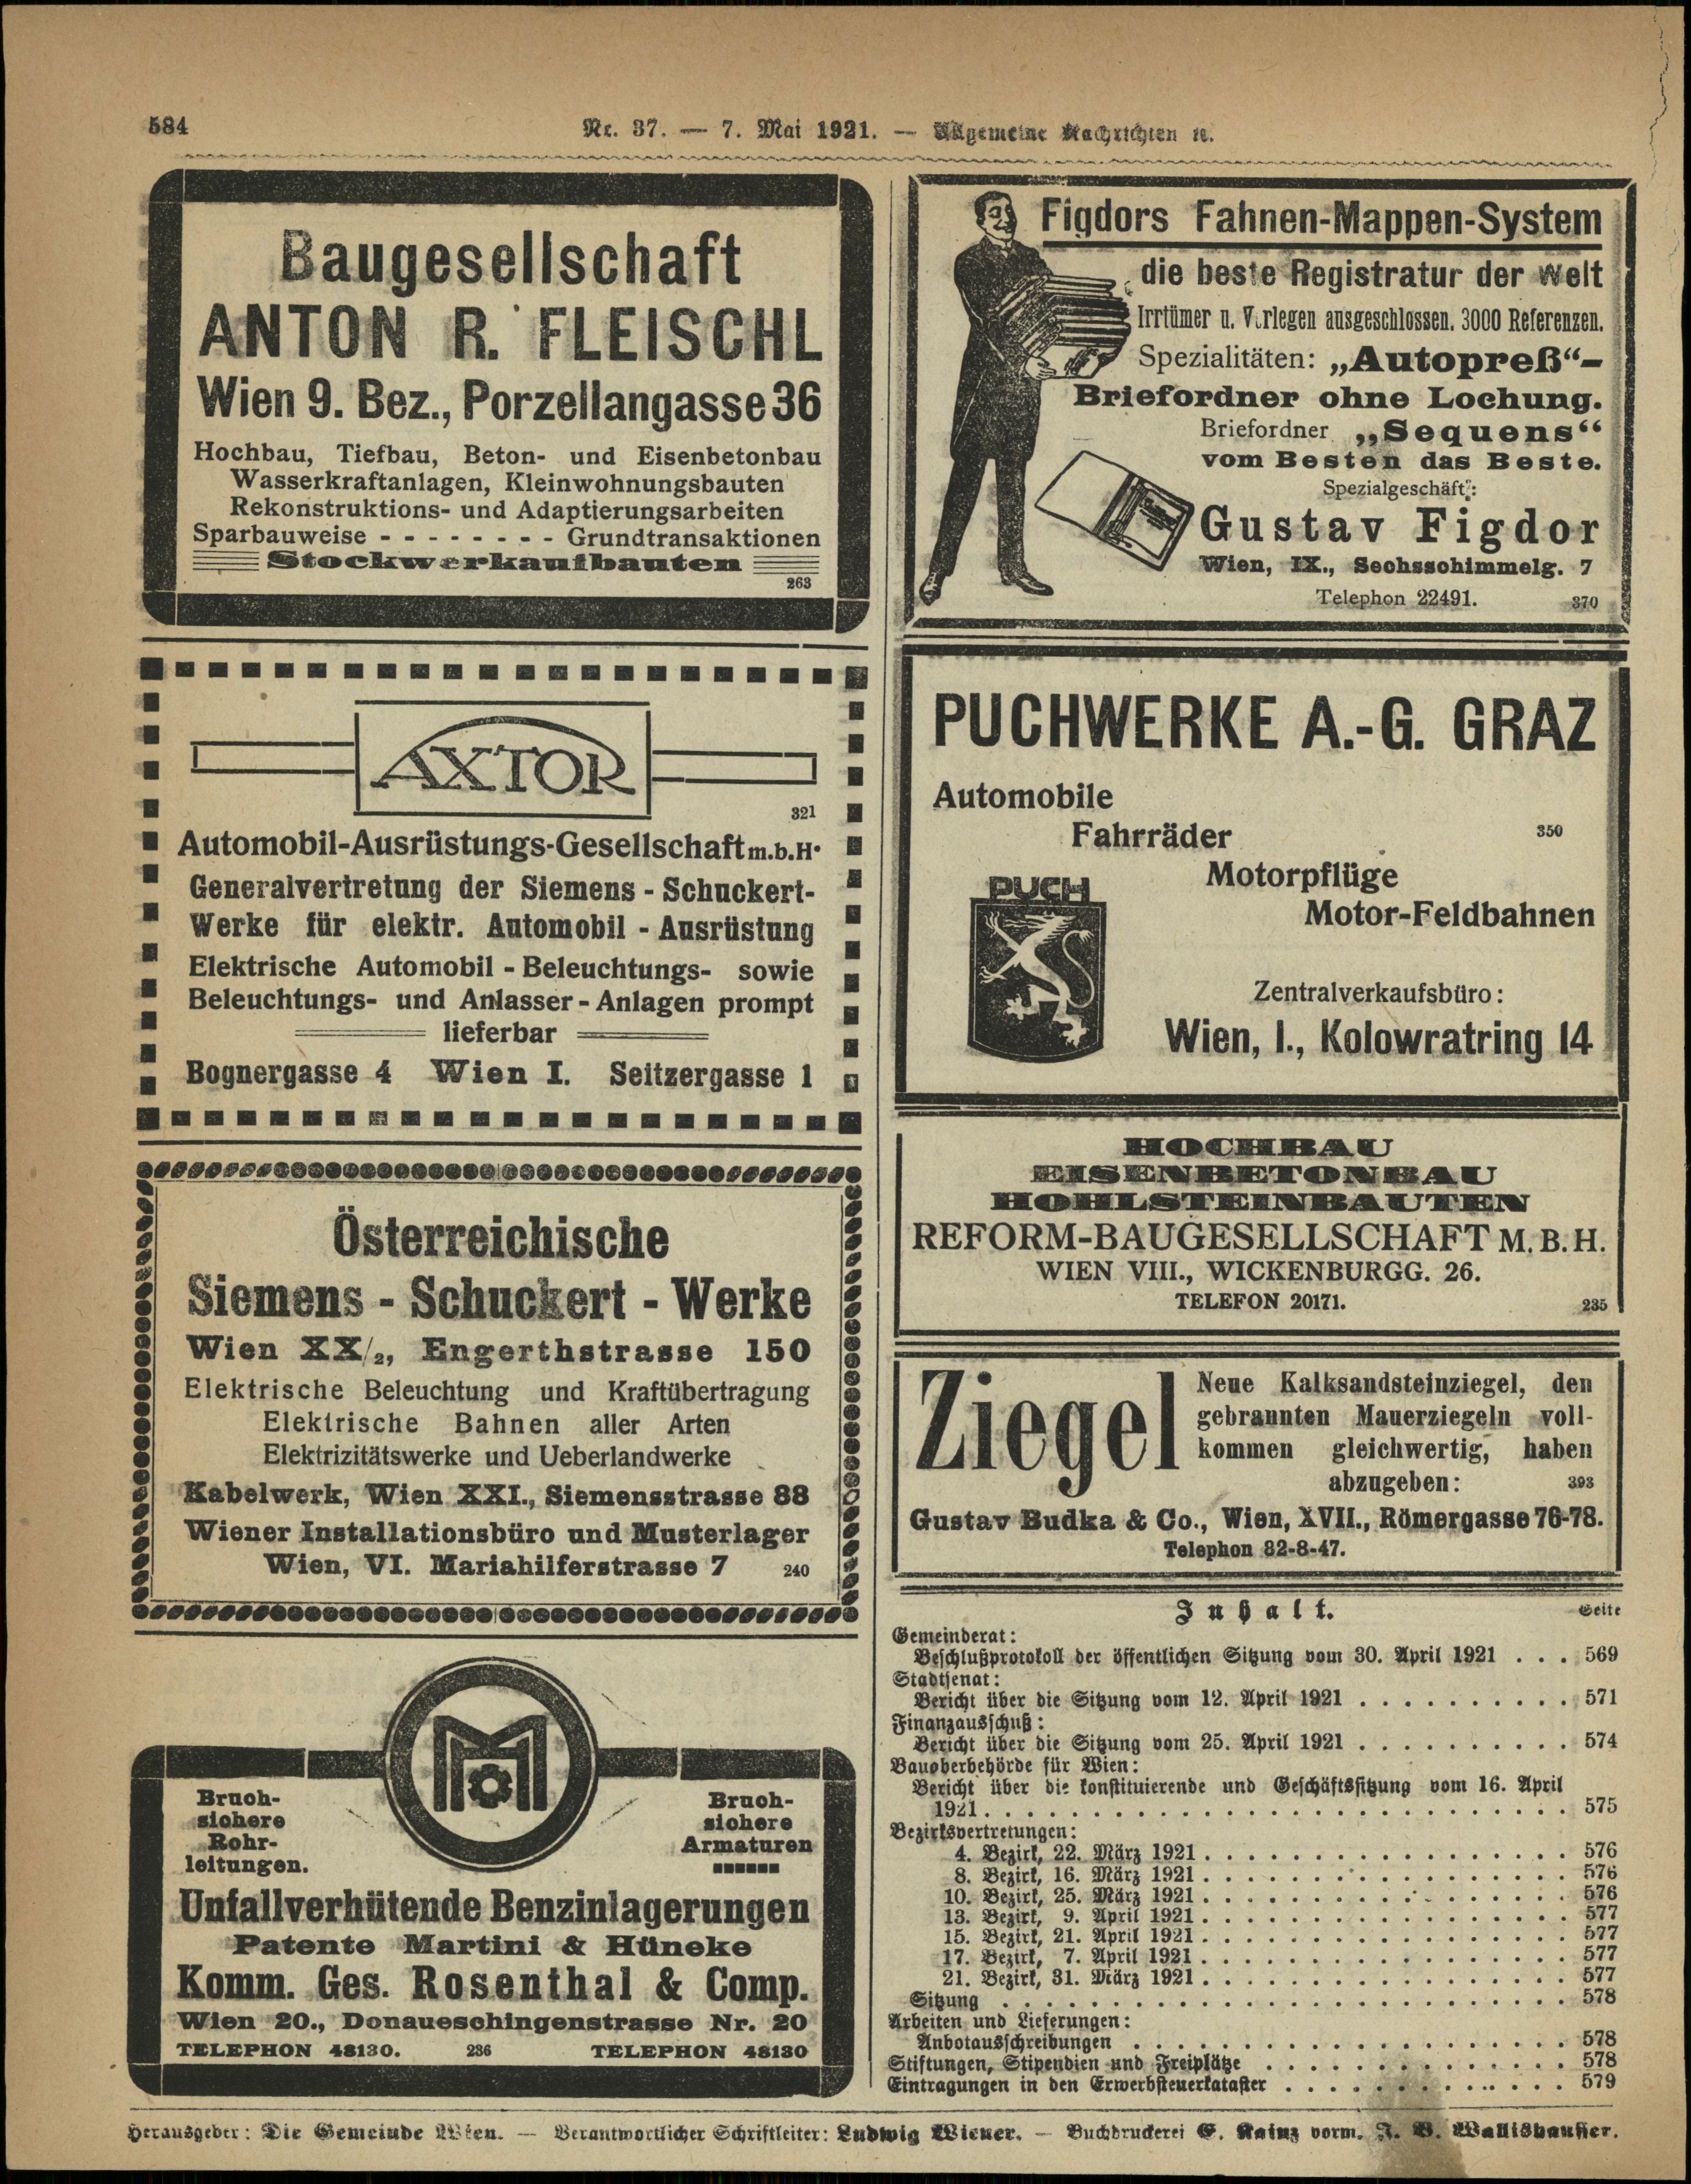 584
Nr. 37. — 7. Mai 1921. — Allgemeine Nachrichten ꝛc.
Baugesellschaft
ANTON R. FLEISCHL
Wien 9. Bez., Porzellangasse 36
Hochbau, Tiefbau, Beton- und Eisenbetonbau
Wasserkraftanlagen, Kleinwohnungsbauten
Rekonstruktions- und Adaptierungsarbeiten
Sparbauweise - - - - - - - - Grundtransaktionen
Stockwerkaufbauten
263
AXTOR
321
Automobil-Ausrüstungs-Gesellschaft m.b.H.
Generalvertretung der Siemens - Schuckert-
Werke für elektr. Automobil - Ausrüstung
Elektrische Automobil - Beleuchtungs- sowie
Beleuchtungs- und Anlasser - Anlagen prompt
lieferbar
Bognergasse 4 Wien I. Seitzergasse 1
Österreichische
Siemens - Schuckert - Werke
Wien XX/2, Engerthstrasse 150
Elektrische Beleuchtung und Kraftübertragung
Elektrische Bahnen aller Arten
Elektrizitätswerke und Ueberlandwerke
Kabelwerk, Wien XXI., Siemensstrasse 88
Wiener Installationsbüro und Musterlager
Wien, VI. Mariahilferstrasse 7 240
Bruch-
sichere
Rohr-
leitungen.
Bruch-
sichere
Armaturen
Unfallverhütende Benzinlagerungen
Patente Martini & Hüneke
Komm. Ges. Rosenthal & Comp.
Wien 20., Donaueschingenstrasse Nr. 20
TELEPHON 48130. 236 TELEPHON 48130
Figdors Fahnen-Mappen-System
die beste Registratur der Welt
Irrtümer u. Verlegen ausgeschlossen. 3000 Referenzen.
Spezialitäten: „Autopreß“-
Briefordner ohne Lochung.
Briefordner „Sequens“
vom Besten das Beste.
Spezialgeschäft:
Gustav Figdor
Wien, IX., Sechsschimmelg. 7
Telephon 22491. 370
PUCHWERKE A.-G. GRAZ
Automobile
Fahrräder 350
Motorpflüge
PUCH
Motor-Feldbahnen
Zentralverkaufsbüro:
Wien, I., Kolowratring 14
HOCHBAU
EISENBETONBAU
HOHLSTEINBAUTEN
REFORM-BAUGESELLSCHAFT M. B. H.
WIEN VIII., WICKENBURGG. 26.
TELEFON 20171. 235
Ziegel
Neue Kalksandsteinziegel, den
gebrannten Mauerziegeln voll-
kommen gleichwertig, haben
abzugeben: 393
Gustav Budka & Co., Wien, XVII., Römergasse 76-78.
Telephon 82-8-47.
Inhalt. Seite
Gemeinderat:
Beschlußprotokoll der öffentlichen Sitzung vom 30. April 1921 . . . 569
Stadtsenat:
Bericht über die Sitzung vom 12. April 1921 . . . . . . . . . . 571
Finanzausschuß:
Bericht über die Sitzung vom 25. April 1921 . . . . . . . . . . 574
Bauoberbehörde für Wien:
Bericht über die konstituierende und Geschäftssitzung vom 16. April
1921 . . . . . . . . . . 575
Bezirksvertretungen:
4. Bezirk, 22. März 1921 . . . . . . . . . . 576
8. Bezirk, 16. März 1921 . . . . . . . . . . 576
10. Bezirk, 25. März 1921 . . . . . . . . . . 576
13. Bezirk, 9. April 1921 . . . . . . . . . . 577
15. Bezirk, 21. April 1921 . . . . . . . . . . 577
17. Bezirk, 7. April 1921 . . . . . . . . . . 577
21. Bezirk, 31. März 1921 . . . . . . . . . . 577
Sitzung . . . . . . . . . . 578
Arbeiten und Lieferungen:
Anbotausschreibungen . . . . . . . . . . 578
Stiftungen, Stipendien und Freiplätze . . . . . . . . . . 578
Eintragungen in den Erwerbsteuerkataster . . . . . . . . . . 579
Herausgeber: Die Gemeinde Wien. — Verantwortlicher Schriftleiter: Ludwig Wiener. — Buchdruckerei E. Kainz vorm. J. B. Wallishausser.